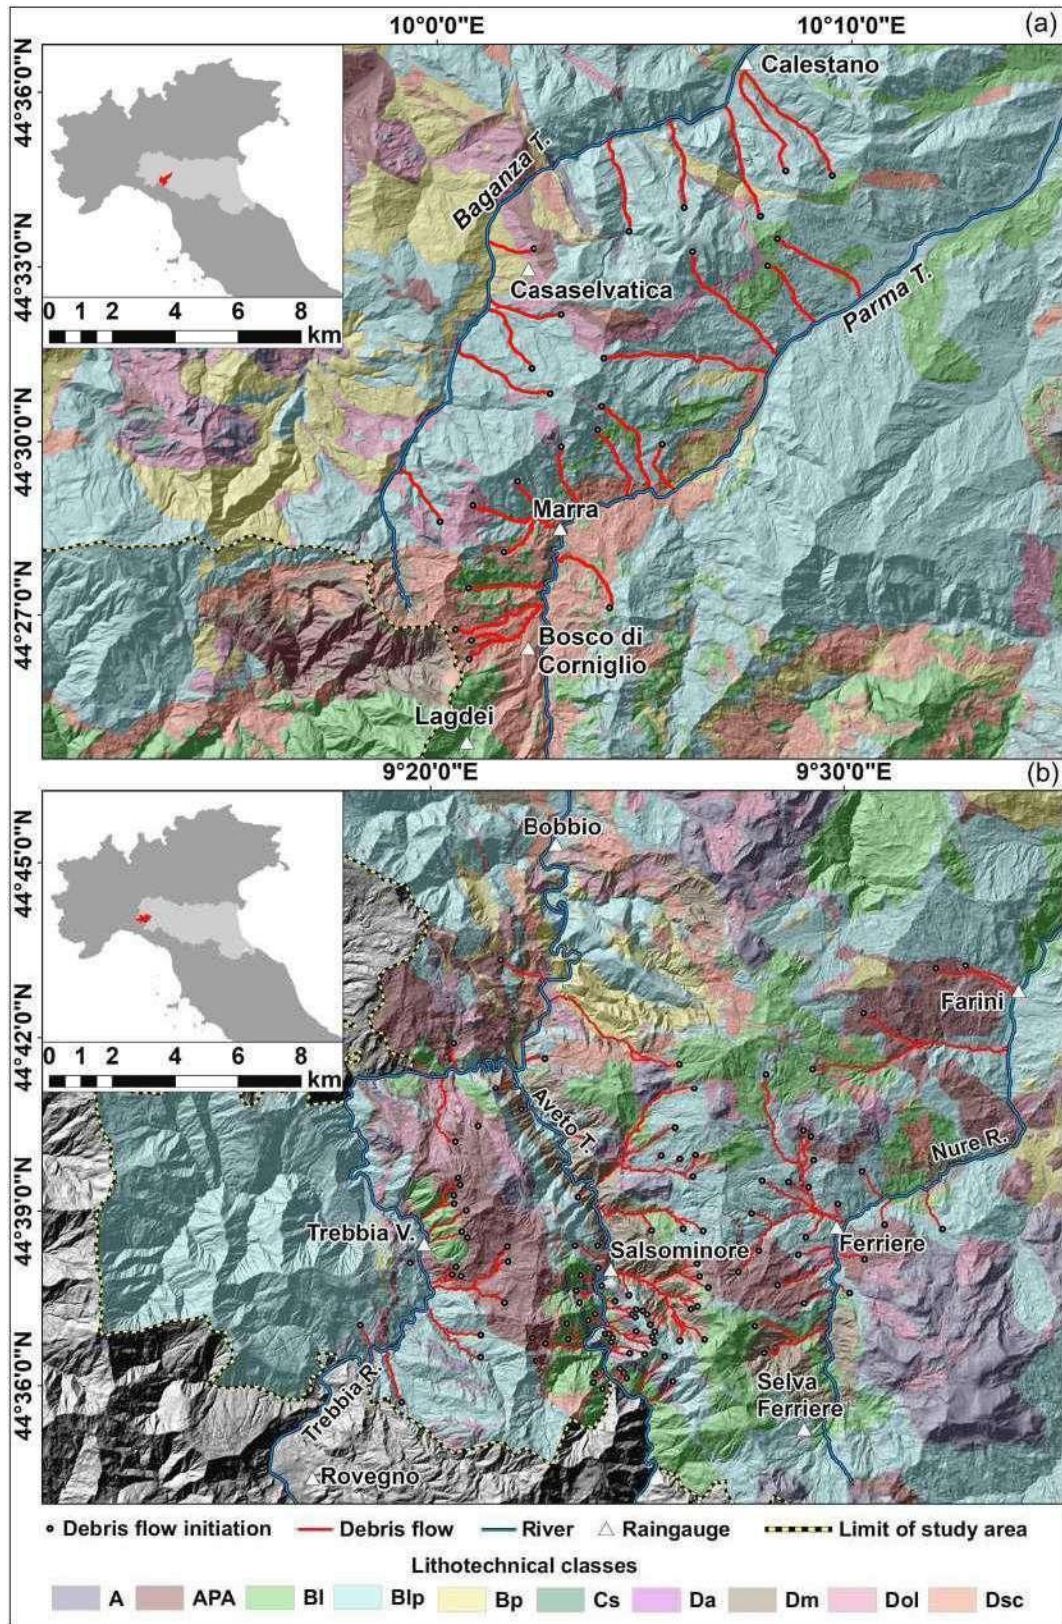 10°0'0"E 10°10'0"E (a)
44°36'0"N
44°33'0"N
44°30'0"N
44°27'0"N
0 1 2 4 6 8
km
Calestano
Baganza T.
Casaselvatica
Parma T.
Marra
Bosco di
Corniglio
Lagdei
9°20'0"E 9°30'0"E (b)
44°45'0"N
44°42'0"N
44°39'0"N
44°36'0"N
0 1 2 4 6 8
km
Bobbio
Farini
Aveto T.
Nure R.
Trebbia V.
Salsominore
Ferriere
Trebbia R.
Selva
Ferriere
Rovegno
Debris flow initiation Debris flow River Raingauge Limit of study area
Lithotechnical classes
A APA Bl Blp Bp Cs Da Dm Dol Dsc